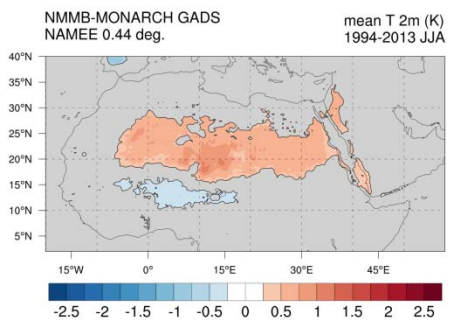 NMMB-MONARCH GADS
NAMEE 0.44 deg.
mean T 2m (K)
1994-2013 JJA
40°N
35°N
30°N
25°N
20°N
15°N
10°N
5°N
15°W 0° 15°E 30°E 45°E
-2.5 -2 -1.5 -1 -0.5 0 0.5 1 1.5 2 2.5